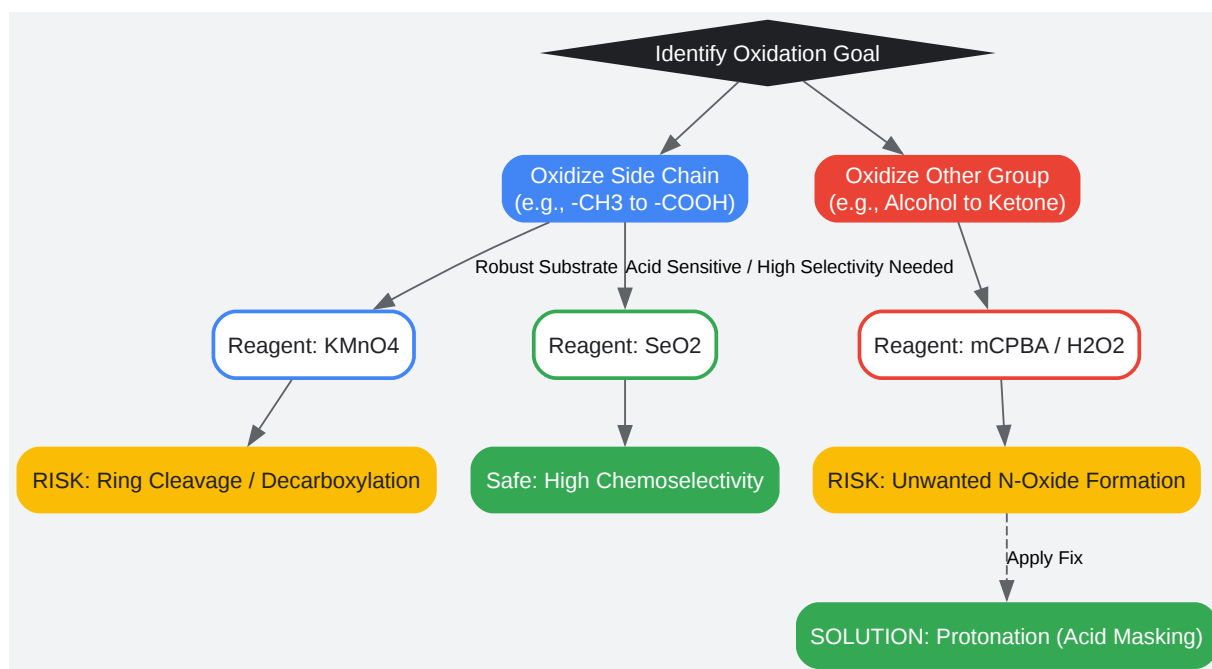 Identify Oxidation Goal
Oxidize Side Chain
(e.g., -CH3 to -COOH)
Oxidize Other Group
(e.g., Alcohol to Ketone)
Robust Substrate
Acid Sensitive / High Selectivity Needed
Reagent: KMnO4
Reagent: SeO2
Reagent: mCPBA / H2O2
RISK: Ring Cleavage / Decarboxylation
Safe: High Chemoselectivity
RISK: Unwanted N-Oxide Formation
Apply Fix
SOLUTION: Protonation (Acid Masking)